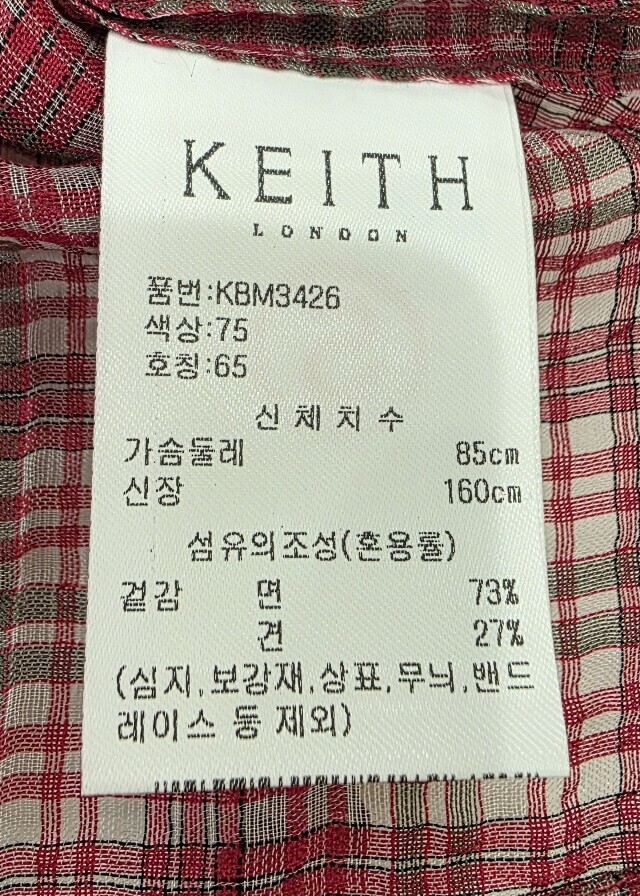 KEITH
LONDON
품번:KBM3426
색상:75
호칭:65
신체치수
가슴둘레 85cm
신장 160cm
섬유의조성(혼용률)
겉감 면 73%
견 27%
(심지,보강재,상표,무늬,밴드
레이스 등 제외)